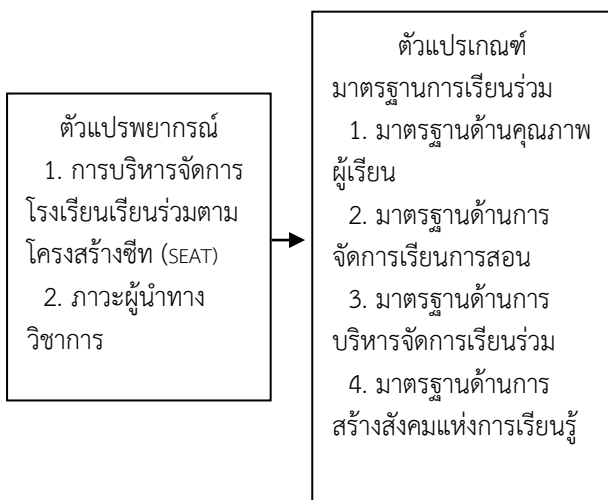 ตัวแปรพยากรณ์
1. การบริหารจัดการ
โรงเรียนเรียนร่วมตาม
โครงสร้างซีท (SEAT)
2. ภาวะผู้นำทาง
วิชาการ
ตัวแปรเกณฑ์
มาตรฐานการเรียนร่วม
1. มาตรฐานด้านคุณภาพ
ผู้เรียน
2. มาตรฐานด้านการ
จัดการเรียนการสอน
3. มาตรฐานด้านการ
บริหารจัดการเรียนร่วม
4. มาตรฐานด้านการ
สร้างสังคมแห่งการเรียนรู้